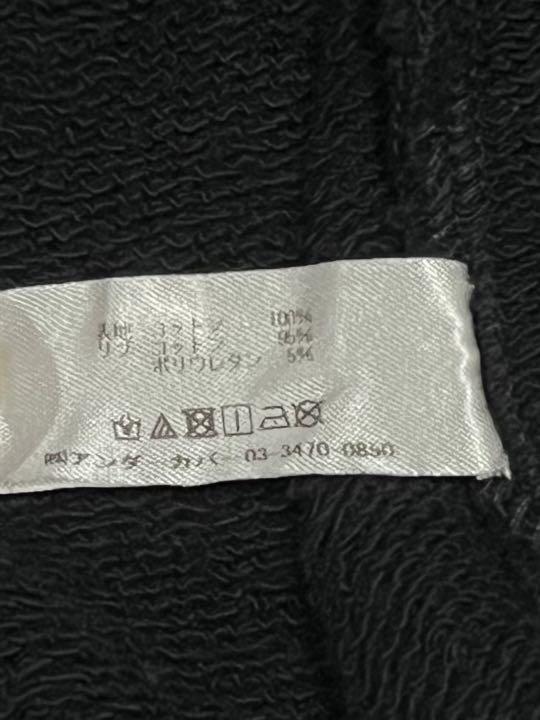 表地 コットン 100%
リブ コットン 95%
ポリウレタン 5%
㈱アンダーカバー 03-3470-0850